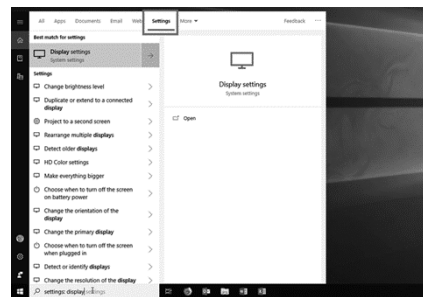 All Apps Documents Email Web Settings More Feedback ...
Best match for settings
Display settings
System settings
Settings
Change brightness level
Duplicate or extend to a connected
display
Project to a second screen
Rearrange multiple displays
Detect older displays
HD Color settings
Make everything bigger
Choose when to turn off the screen
on battery power
Change the orientation of the
display
Change the primary display
Choose when to turn off the screen
when plugged in
Detect or identify displays
Change the resolution of the display
settings: display
Display settings
System settings
Open